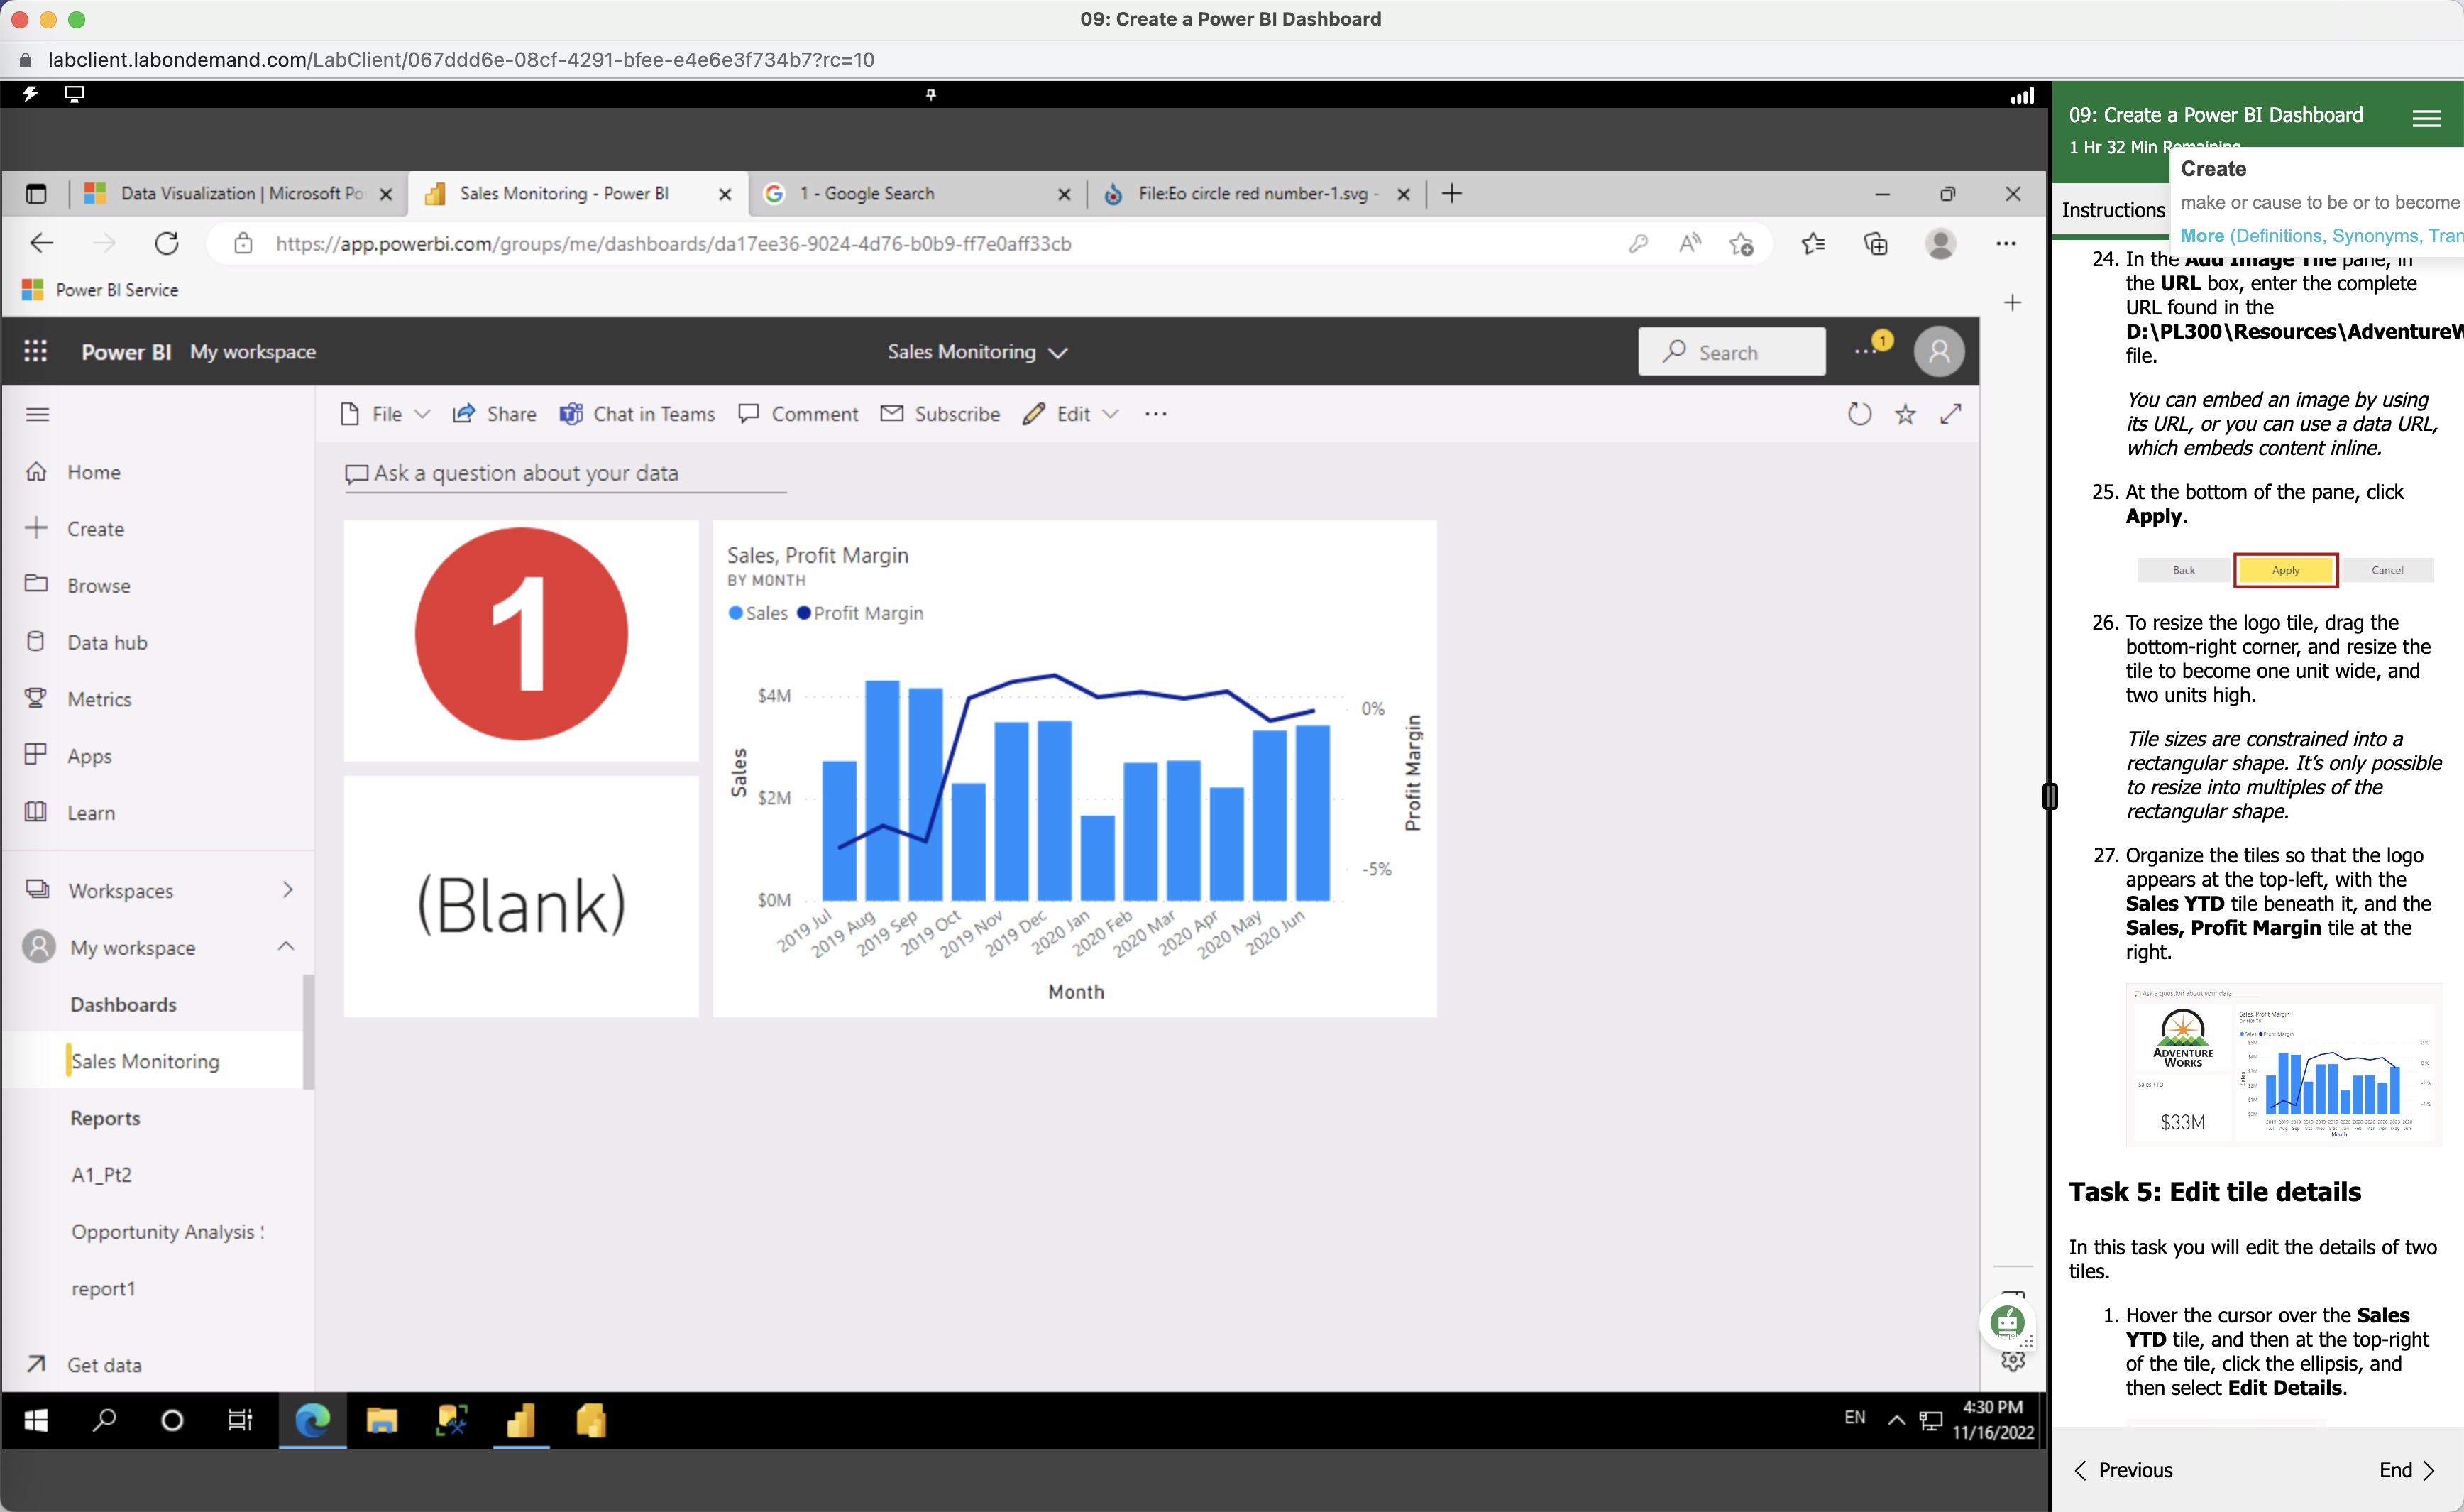 09: Create a Power BI Dashboard
labclient.labondemand.com/LabClient/067ddd6e-08cf-4291-bfee-e4e6e3f734b7?rc=10
Data Visualization | Microsoft Po
Sales Monitoring - Power BI
1 - Google Search
File:Eo circle red number-1.svg -
https://app.powerbi.com/groups/me/dashboards/da17ee36-9024-4d76-b0b9-ff7e0aff33cb
Power BI Service
Power BI My workspace
Sales Monitoring
Search
1
File
Share
Chat in Teams
Comment
Subscribe
Edit
Home
Create
Browse
Data hub
Metrics
Apps
Learn
Workspaces
My workspace
Dashboards
Sales Monitoring
Reports
A1_Pt2
Opportunity Analysis
report1
Get data
Ask a question about your data
1
(Blank)
Sales, Profit Margin
BY MONTH
Sales Profit Margin
$4M
$2M
$0M
Sales
0%
-5%
Profit Margin
2019 Jul
2019 Aug
2019 Sep
2019 Oct
2019 Nov
2019 Dec
2020 Jan
2020 Feb
2020 Mar
2020 Apr
2020 May
2020 Jun
Month
EN
4:30 PM
11/16/2022
09: Create a Power BI Dashboard
1 Hr 32 Min Remaining
Create
make or cause to be or to become
More (Definitions, Synonyms, Tran
Instructions
24. In the Add Image Tile pane, in
the URL box, enter the complete
URL found in the
D:\PL300\Resources\AdventureW
file.
You can embed an image by using
its URL, or you can use a data URL,
which embeds content inline.
25. At the bottom of the pane, click
Apply.
Back
Apply
Cancel
26. To resize the logo tile, drag the
bottom-right corner, and resize the
tile to become one unit wide, and
two units high.
Tile sizes are constrained into a
rectangular shape. It's only possible
to resize into multiples of the
rectangular shape.
27. Organize the tiles so that the logo
appears at the top-left, with the
Sales YTD tile beneath it, and the
Sales, Profit Margin tile at the
right.
Ask a question about your data
ADVENTURE
WORKS
Sales YTD
$33M
Sales, Profit Margin
BY MONTH
Sales Profit Margin
Month
Task 5: Edit tile details
In this task you will edit the details of two
tiles.
1. Hover the cursor over the Sales
YTD tile, and then at the top-right
of the tile, click the ellipsis, and
then select Edit Details.
Previous
End